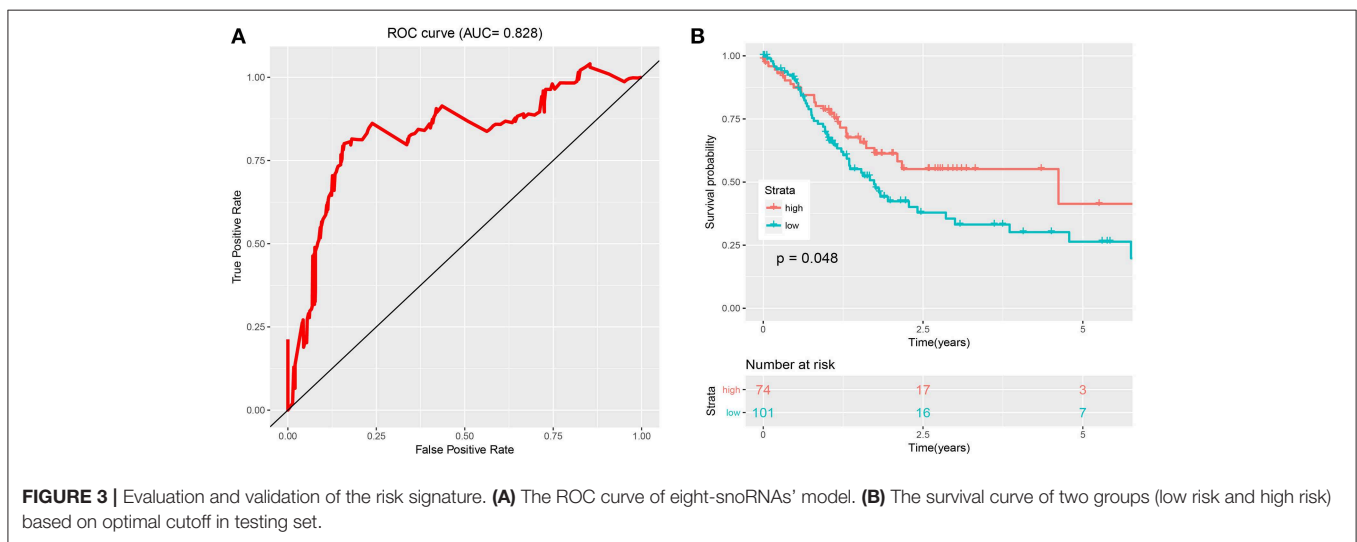 A
ROC curve (AUC= 0.828)
1.00
0.75
0.50
0.25
0.00
True Positive Rate
0.00 0.25 0.50 0.75 1.00
False Positive Rate
B
1.00
0.75
0.50
0.25
0.00
Survival probability
Strata
high
low
p = 0.048
0 2.5 5
Time(years)
Number at risk
Strata
high 74 17 3
low 101 16 7
0 2.5 5
Time(years)
FIGURE 3 | Evaluation and validation of the risk signature. (A) The ROC curve of eight-snoRNAs’ model. (B) The survival curve of two groups (low risk and high risk)
based on optimal cutoff in testing set.